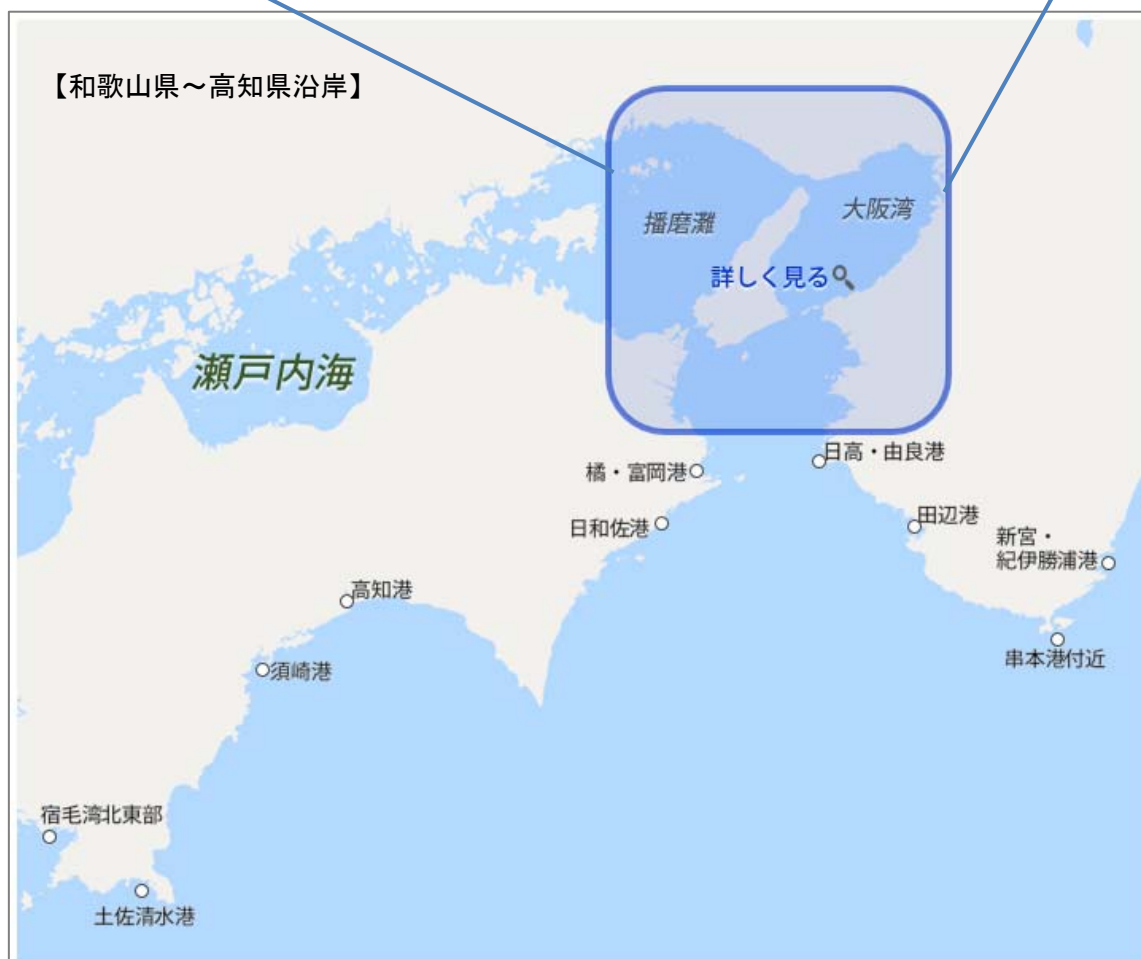 【和歌山県～高知県沿岸】
播磨灘
大阪湾
詳しく見る
瀬戸内海
日高・由良港
橘・富岡港
田辺港
日和佐港
新宮・
紀伊勝浦港
高知港
串本港付近
須崎港
宿毛湾北東部
土佐清水港